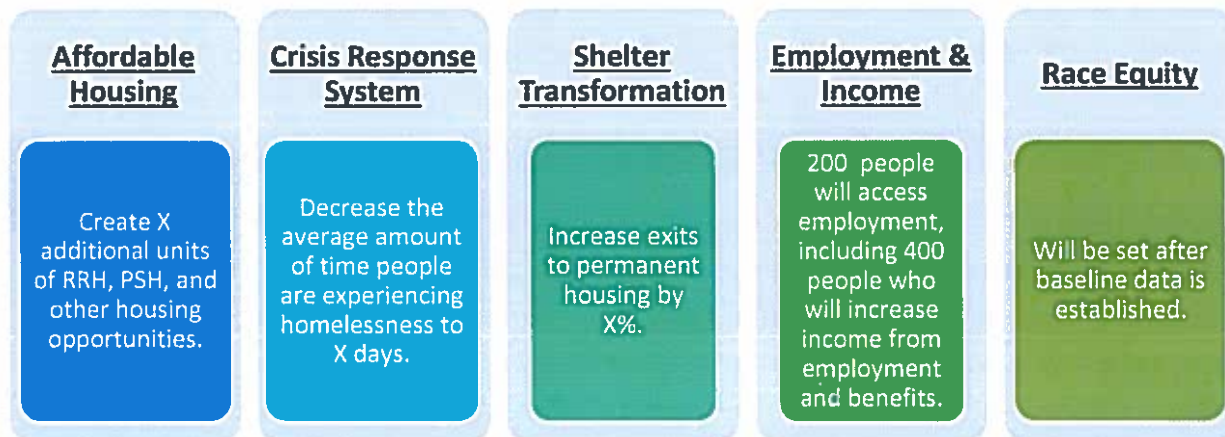 Affordable
Housing
Create X
additional units
of RRH, PSH, and
other housing
opportunities.
Crisis Response
System
Decrease the
average amount
of time people
are experiencing
homelessness to
X days.
Shelter
Transformation
Increase exits
to permanent
housing by
X%.
Employment &
Income
200 people
will access
employment,
including 400
people who
will increase
income from
employment
and benefits.
Race Equity
Will be set after
baseline data is
established.